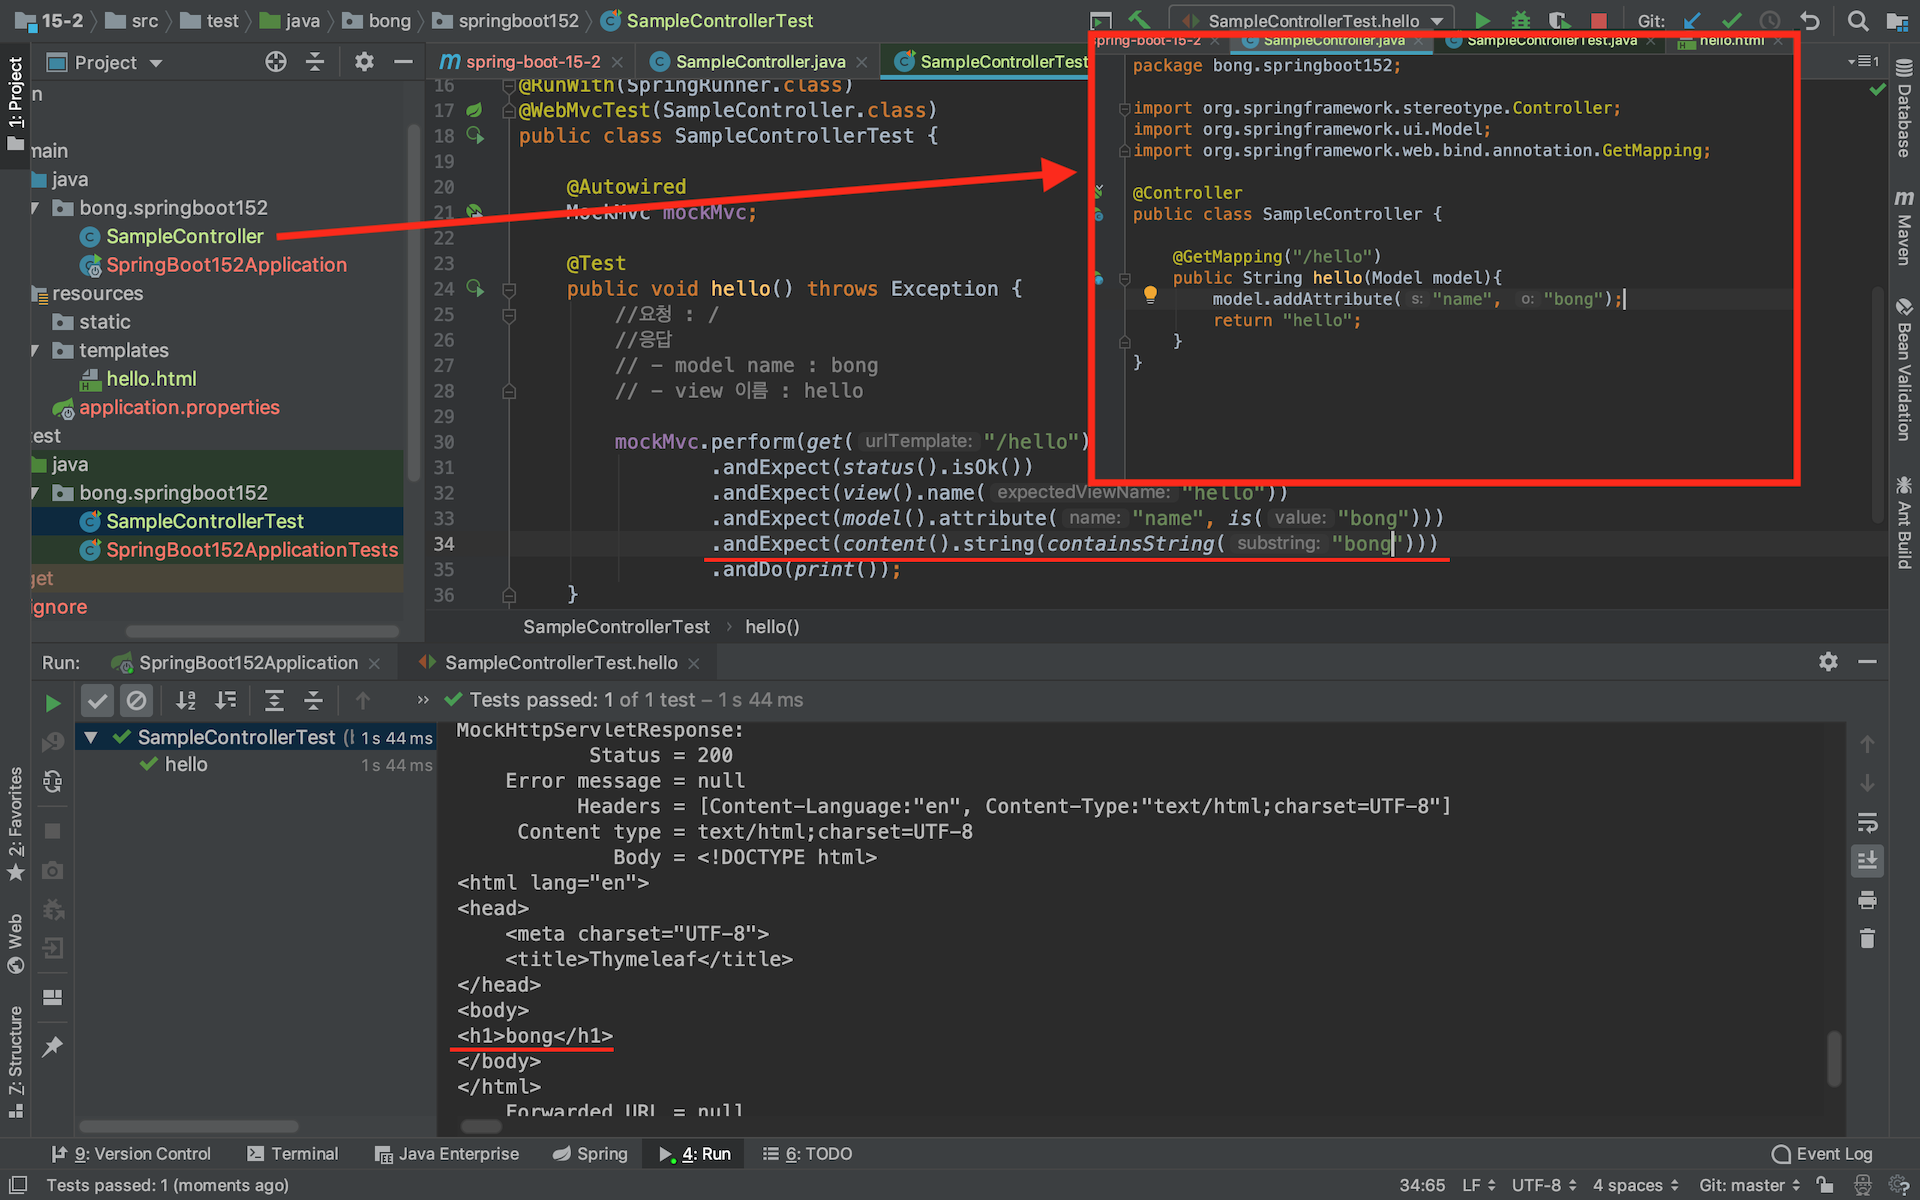 15-2 src test java bong springboot152 SampleControllerTest SampleControllerTest.hello Git:
1: Project
Project
n
main
java
bong.springboot152
SampleController
SpringBoot152Application
resources
static
templates
hello.html
application.properties
est
java
bong.springboot152
SampleControllerTest
SpringBoot152ApplicationTests
get
ignore
spring-boot-15-2 SampleController.java SampleControllerTest
16 @RunWith(SpringRunner.class)
17 @WebMvcTest(SampleController.class)
18 public class SampleControllerTest {
19
20 @Autowired
21 MockMvc mockMvc;
22
23 @Test
24 public void hello() throws Exception {
25 //요청 : /
26 //응답
27 // - model name : bong
28 // - view 이름 : hello
29
30 mockMvc.perform(get( urlTemplate: "/hello")
31 .andExpect(status().isOk())
32 .andExpect(view().name( expectedViewName: "hello"))
33 .andExpect(model().attribute( name: "name", is( value: "bong")))
34 .andExpect(content().string(containsString( substring: "bong")))
35 .andDo(print());
36 }
SampleControllerTest hello()
spring-boot-15-2 SampleController.java SampleControllerTest.java hello.html
package bong.springboot152;
import org.springframework.stereotype.Controller;
import org.springframework.ui.Model;
import org.springframework.web.bind.annotation.GetMapping;
@Controller
public class SampleController {
@GetMapping("/hello")
public String hello(Model model){
model.addAttribute( s: "name", o: "bong");
return "hello";
}
}
1
Database
Maven
Bean Validation
Ant Build
Run: SpringBoot152Application SampleControllerTest.hello
Tests passed: 1 of 1 test – 1 s 44 ms
SampleControllerTest 1 s 44 ms
hello 1 s 44 ms
MockHttpServletResponse:
Status = 200
Error message = null
Headers = [Content-Language:"en", Content-Type:"text/html;charset=UTF-8"]
Content type = text/html;charset=UTF-8
Body = <!DOCTYPE html>
<html lang="en">
<head>
<meta charset="UTF-8">
<title>Thymeleaf</title>
</head>
<body>
<h1>bong</h1>
</body>
</html>
Forwarded URL = null
2: Favorites
Web
Z: Structure
9: Version Control Terminal Java Enterprise Spring 4: Run 6: TODO Event Log
Tests passed: 1 (moments ago) 34:65 LF UTF-8 4 spaces Git: master